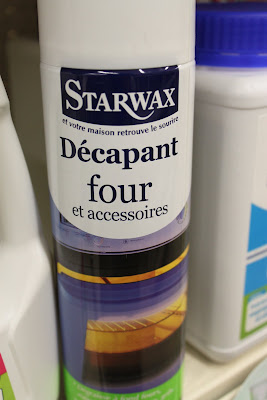 STARWAX
et votre maison retrouve le sourire
Décapant
four
et accessoires